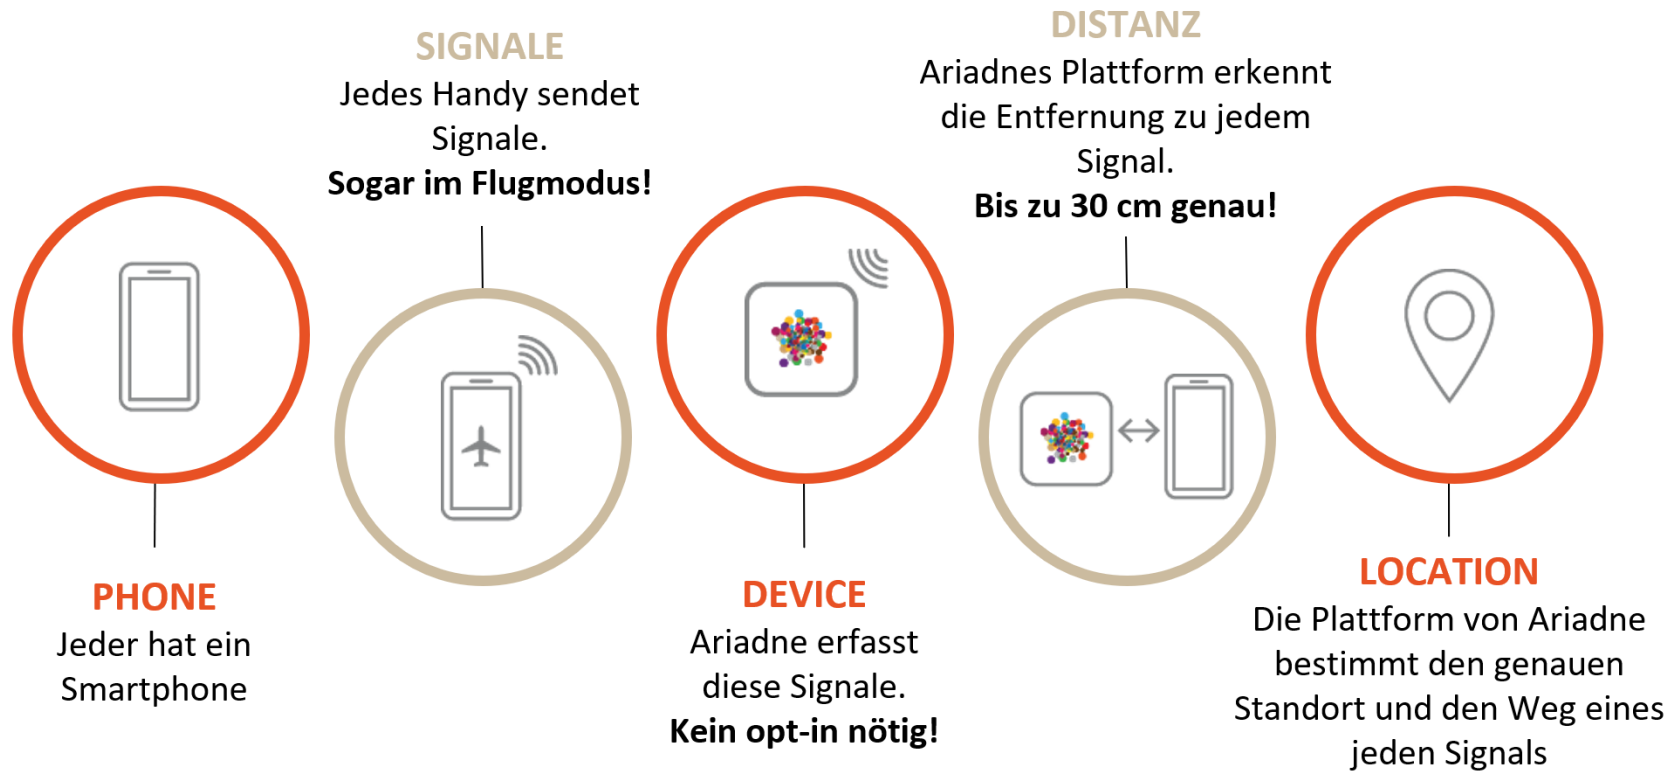 PHONE
Jeder hat ein
Smartphone
SIGNALE
Jedes Handy sendet
Signale.
Sogar im Flugmodus!
DEVICE
Ariadne erfasst
diese Signale.
Kein opt-in nötig!
DISTANZ
Ariadnes Plattform erkennt
die Entfernung zu jedem
Signal.
Bis zu 30 cm genau!
LOCATION
Die Plattform von Ariadne
bestimmt den genauen
Standort und den Weg eines
jeden Signals